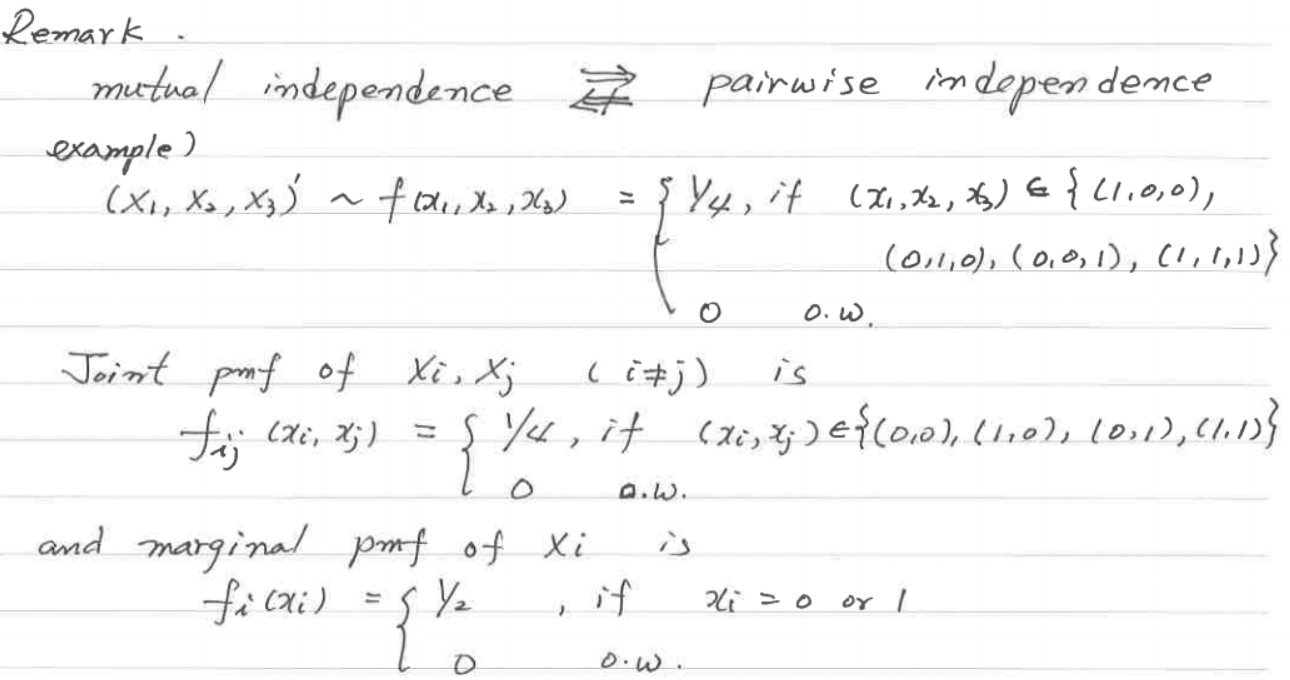 Remark.
mutual independence ⇄̸ pairwise independence
example)
(X₁, X₂, X₃)′ ~ f(x₁, x₂, x₃) = { 1/4, if (x₁, x₂, x₃) ∈ {(1,0,0),
(0,1,0), (0,0,1), (1,1,1)}
0 o.w.
Joint pmf of Xi, Xj (i≠j) is
fij (xi, xj) = { 1/4, if (xi, xj) ∈ {(0,0), (1,0), (0,1), (1,1)}
0 o.w.
and marginal pmf of Xi is
fi(xi) = { 1/2 , if xi = 0 or 1
0 o.w.